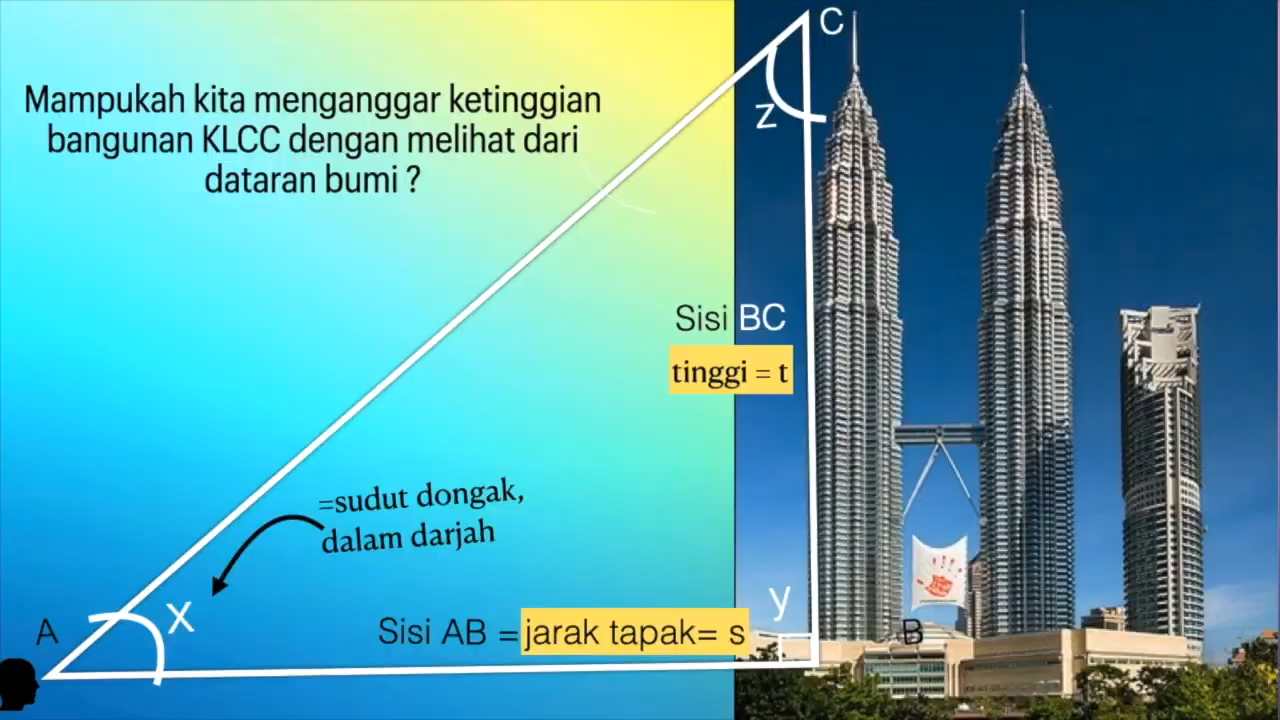 Mampukah kita menganggar ketinggian
bangunan KLCC dengan melihat dari
dataran bumi ?
C
z
Sisi BC
tinggi = t
=sudut dongak,
dalam darjah
A
x
Sisi AB = jarak tapak= s
y
B